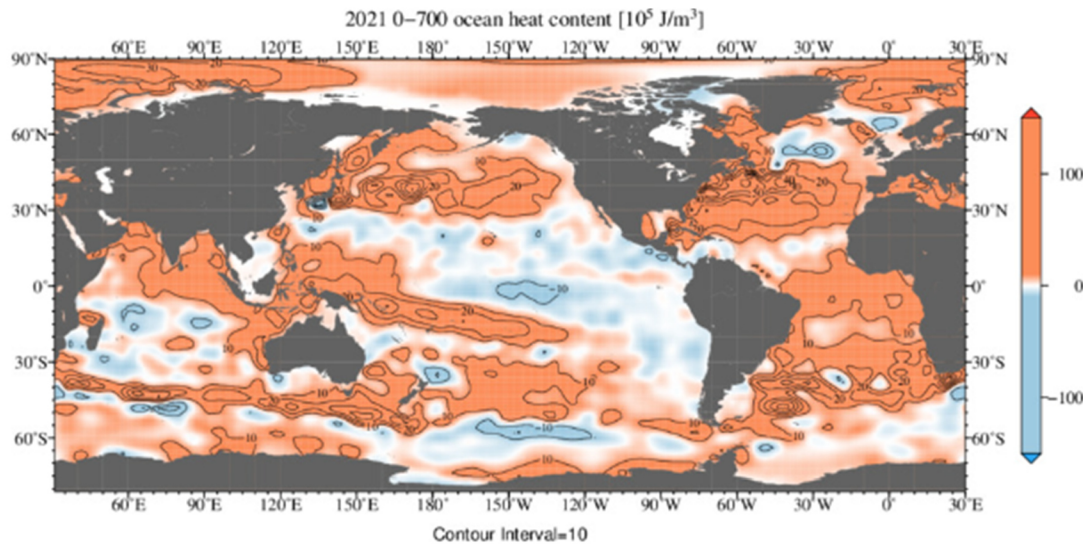 2021 0−700 ocean heat content [10⁵ J/m³]
60°E 90°E 120°E 150°E 180° 150°W 120°W 90°W 60°W 30°W 0° 30°E
90°N 90°N
60°N 60°N
30°N 30°N
0° 0°
30°S 30°S
60°S 60°S
60°E 90°E 120°E 150°E 180° 150°W 120°W 90°W 60°W 30°W 0° 30°E
100
0
−100
Contour Interval=10